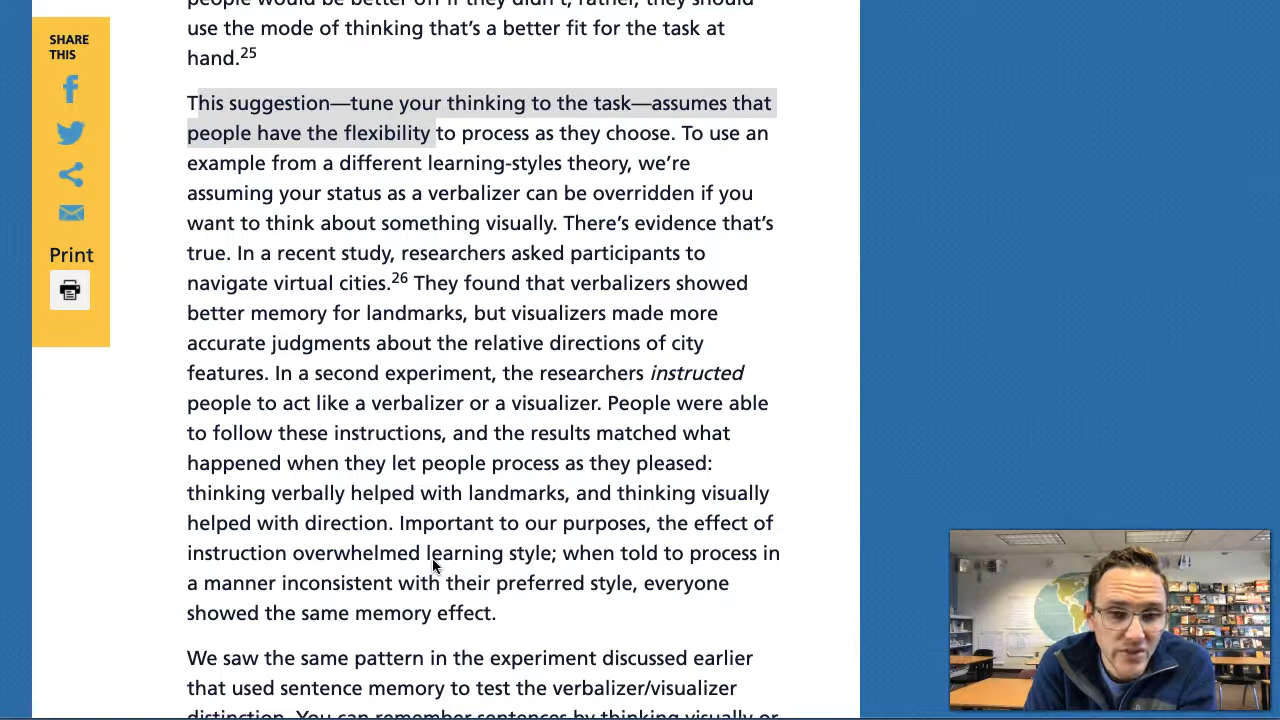 people would be better off if they didn't; rather, they should
use the mode of thinking that's a better fit for the task at
hand.25
SHARE
THIS
Print
This suggestion—tune your thinking to the task—assumes that
people have the flexibility to process as they choose. To use an
example from a different learning-styles theory, we're
assuming your status as a verbalizer can be overridden if you
want to think about something visually. There's evidence that's
true. In a recent study, researchers asked participants to
navigate virtual cities.26 They found that verbalizers showed
better memory for landmarks, but visualizers made more
accurate judgments about the relative directions of city
features. In a second experiment, the researchers instructed
people to act like a verbalizer or a visualizer. People were able
to follow these instructions, and the results matched what
happened when they let people process as they pleased:
thinking verbally helped with landmarks, and thinking visually
helped with direction. Important to our purposes, the effect of
instruction overwhelmed learning style; when told to process in
a manner inconsistent with their preferred style, everyone
showed the same memory effect.
We saw the same pattern in the experiment discussed earlier
that used sentence memory to test the verbalizer/visualizer
distinction. You can remember sentences by thinking visually or